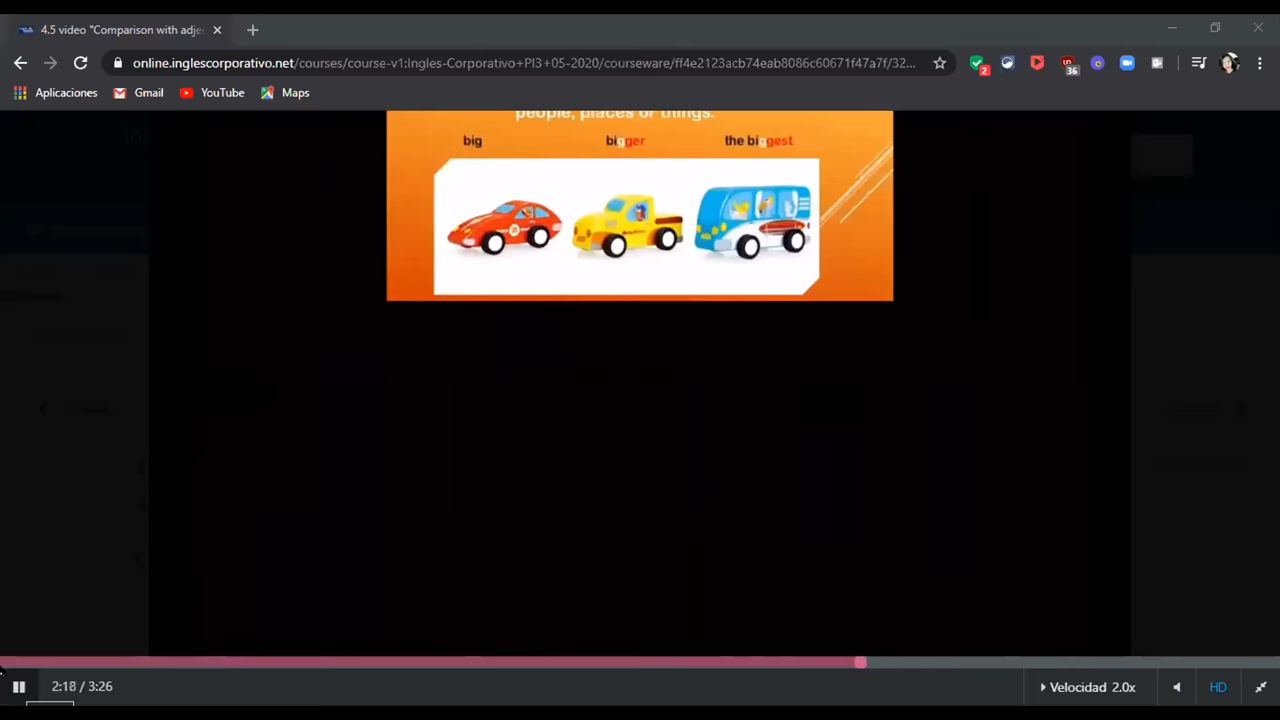 4.5 video "Comparison with adje
online.inglescorporativo.net/courses/course-v1:Ingles-Corporativo+PI3+05-2020/courseware/ff4e2123acb74eab8086c60671f47a7f/32...
2
36
Aplicaciones Gmail YouTube Maps
people, places or things.
big bigger the biggest
2:18 / 3:26 Velocidad 2.0x HD